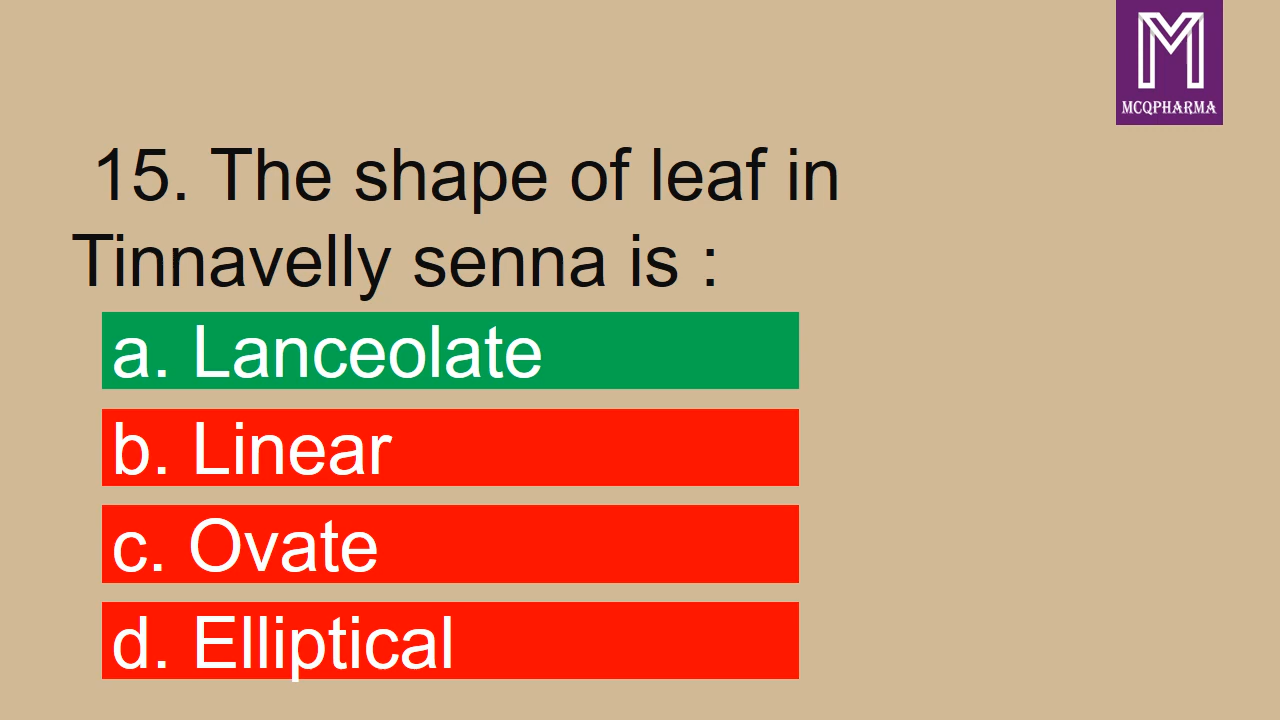 M
MCQPHARMA
15. The shape of leaf in
Tinnavelly senna is :
a. Lanceolate
b. Linear
c. Ovate
d. Elliptical